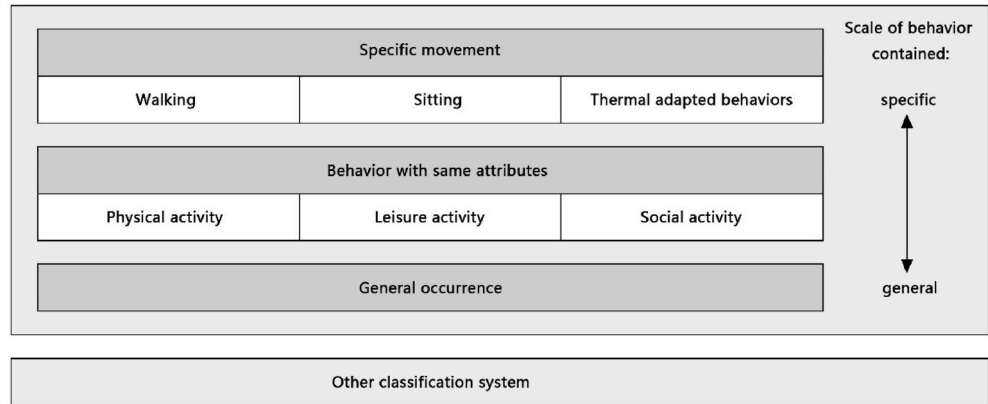 Specific movement
Walking
Sitting
Thermal adapted behaviors
Behavior with same attributes
Physical activity
Leisure activity
Social activity
General occurrence
Scale of behavior
contained:
specific
general
Other classification system